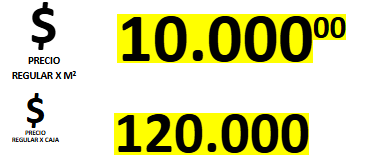 $ 10.000⁰⁰
PRECIO
REGULAR X M²
$ 120.000
PRECIO
REGULAR X CAJA